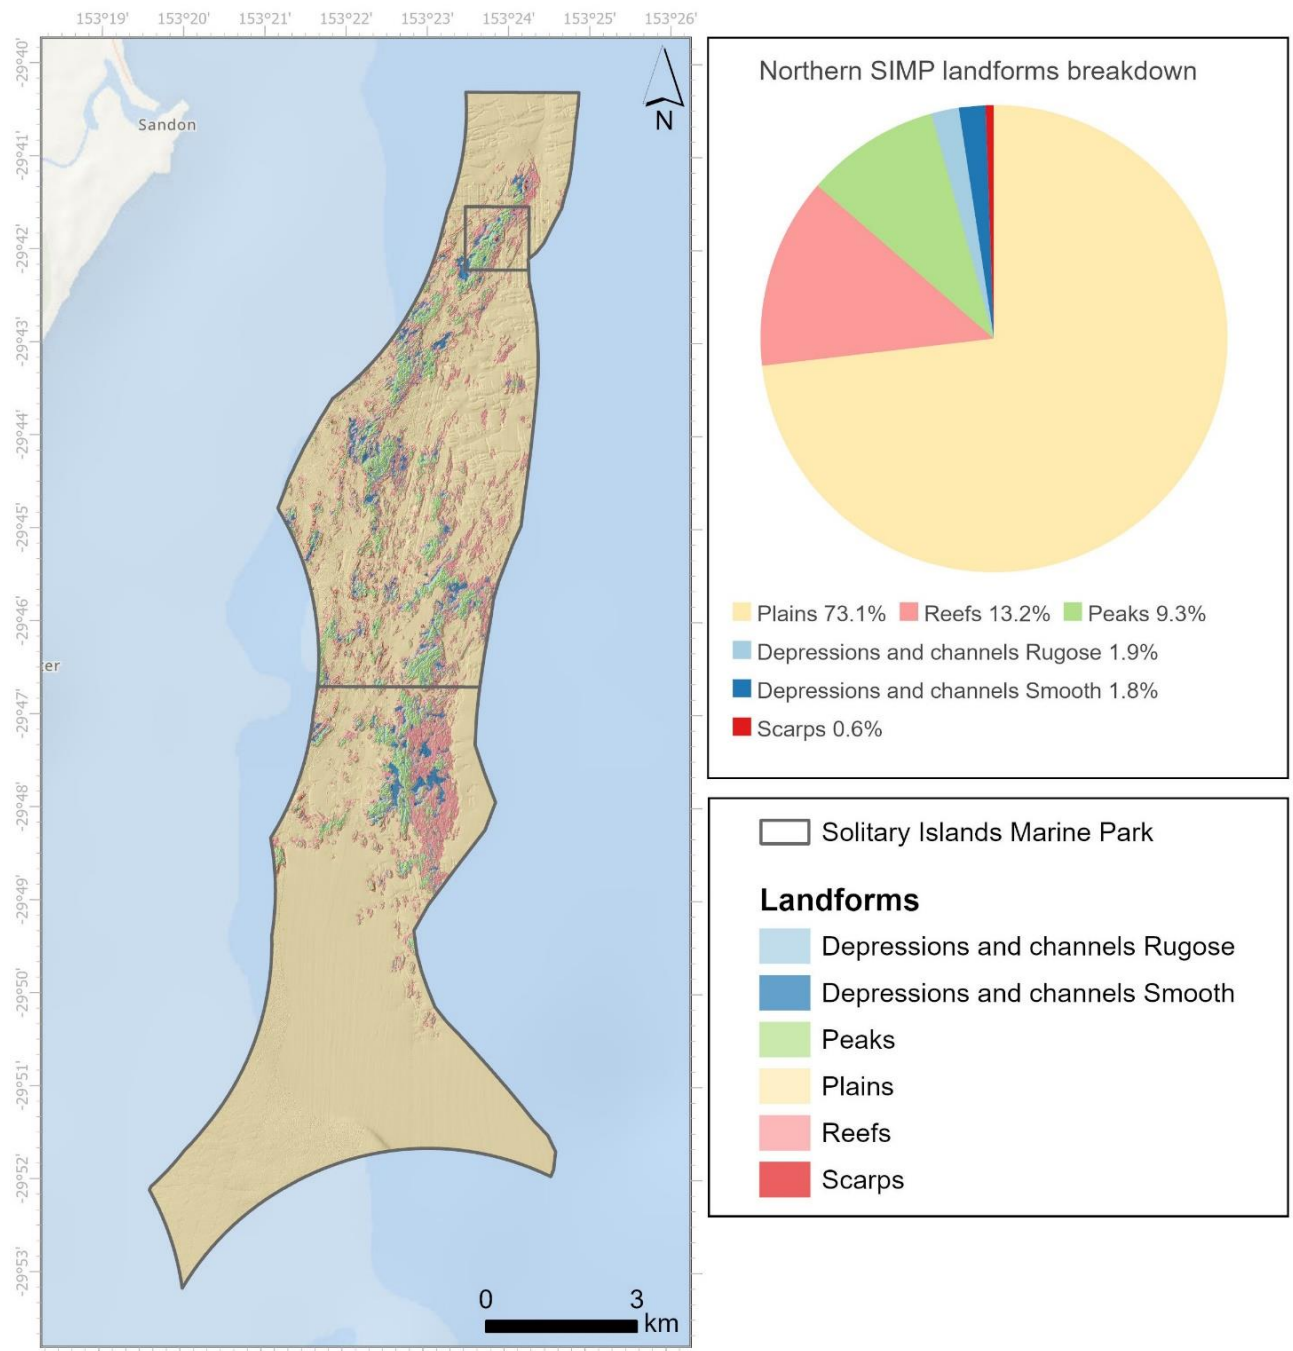 153°19' 153°20' 153°21' 153°22' 153°23' 153°24' 153°25' 153°26'
-29°40'
-29°41'
-29°42'
-29°43'
-29°44'
-29°45'
-29°46'
-29°47'
-29°48'
-29°49'
-29°50'
-29°51'
-29°52'
-29°53'
Sandon
N
er
0 3
km
Northern SIMP landforms breakdown
Plains 73.1% Reefs 13.2% Peaks 9.3%
Depressions and channels Rugose 1.9%
Depressions and channels Smooth 1.8%
Scarps 0.6%
Solitary Islands Marine Park
Landforms
Depressions and channels Rugose
Depressions and channels Smooth
Peaks
Plains
Reefs
Scarps